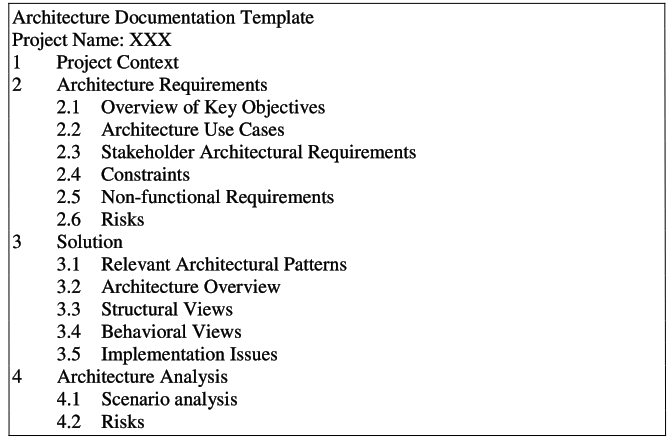 Architecture Documentation Template
Project Name: XXX
1 Project Context
2 Architecture Requirements
2.1 Overview of Key Objectives
2.2 Architecture Use Cases
2.3 Stakeholder Architectural Requirements
2.4 Constraints
2.5 Non-functional Requirements
2.6 Risks
3 Solution
3.1 Relevant Architectural Patterns
3.2 Architecture Overview
3.3 Structural Views
3.4 Behavioral Views
3.5 Implementation Issues
4 Architecture Analysis
4.1 Scenario analysis
4.2 Risks